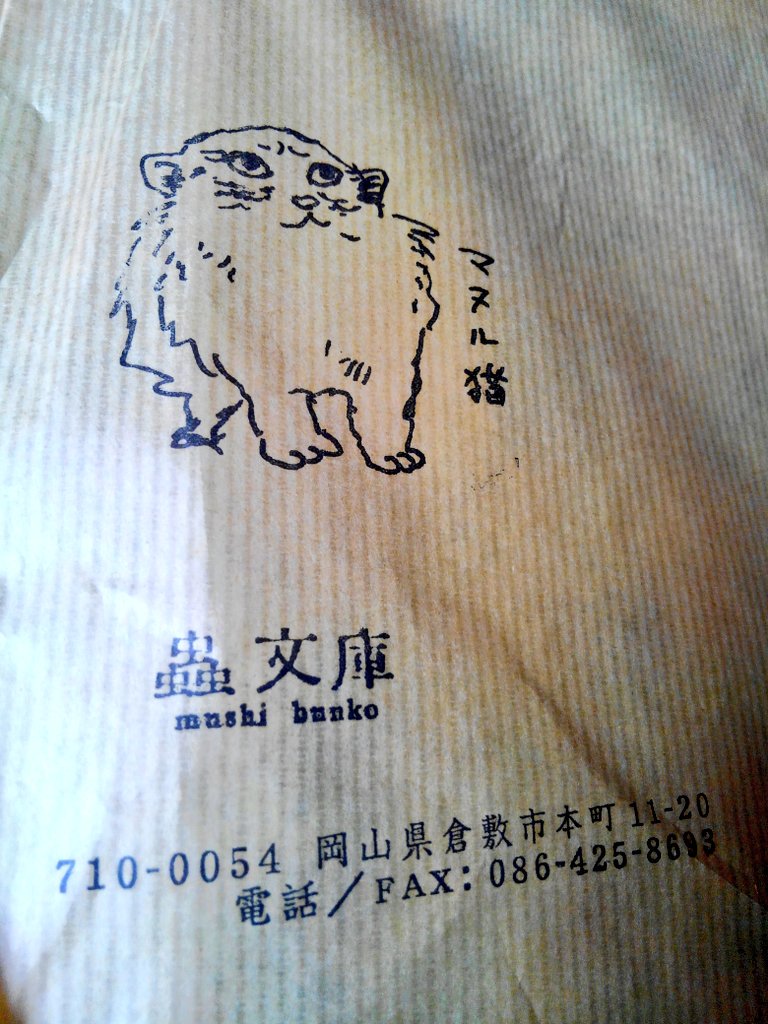 マヌル猫
蟲文庫
mushi bunko
710-0054 岡山県倉敷市本町11-20
電話/FAX:086-425-8693